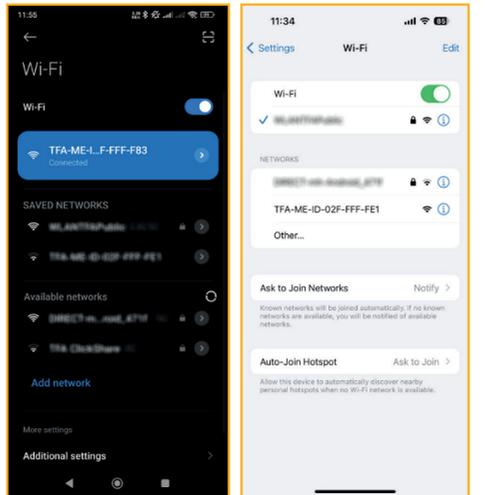 11:55
Wi-Fi
Wi-Fi
TFA-ME-I...F-FFF-F83
Connected
SAVED NETWORKS
Available networks
Add network
More settings
Additional settings
11:34
Settings
Wi-Fi
Edit
Wi-Fi
NETWORKS
TFA-ME-ID-02F-FFF-FE1
Other...
Ask to Join Networks
Notify
Known networks will be joined automatically. If no known
networks are available, you will be notified of available
networks.
Auto-Join Hotspot
Ask to Join
Allow this device to automatically discover nearby
personal hotspots when no Wi-Fi network is available.